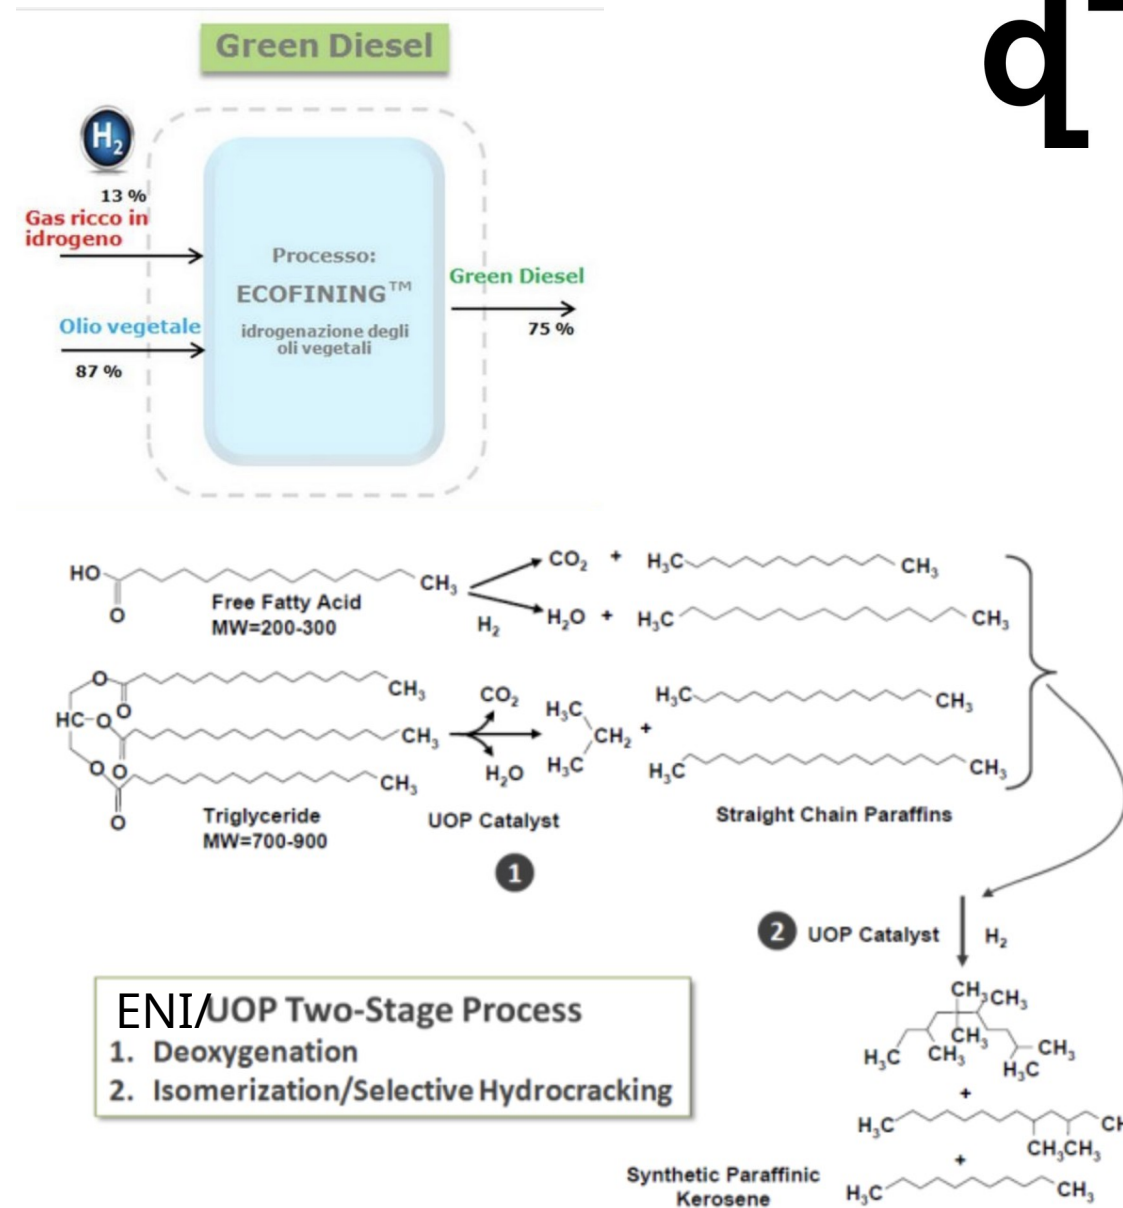 Green Diesel
H2
13 %
Gas ricco in
idrogeno
Olio vegetale
87 %
Processo:
ECOFINING™
idrogenazione degli
oli vegetali
Green Diesel
75 %
HO
O
CH3
Free Fatty Acid
MW=200-300
H2
CO2 + H3C CH3
H2O + H3C CH3
O
O
CH3
HC-O
CH3
O O
CH3
O
Triglyceride
MW=700-900
CO2
H2O
UOP Catalyst
1
H3C
CH2 +
H3C
H3C CH3
H3C CH3
Straight Chain Paraffins
2 UOP Catalyst H2
ENI/UOP Two-Stage Process
1. Deoxygenation
2. Isomerization/Selective Hydrocracking
CH3 CH3
CH3
H3C CH3 CH3
H3C
+
H3C
CH3CH3
+
Synthetic Paraffinic
Kerosene
H3C CH3